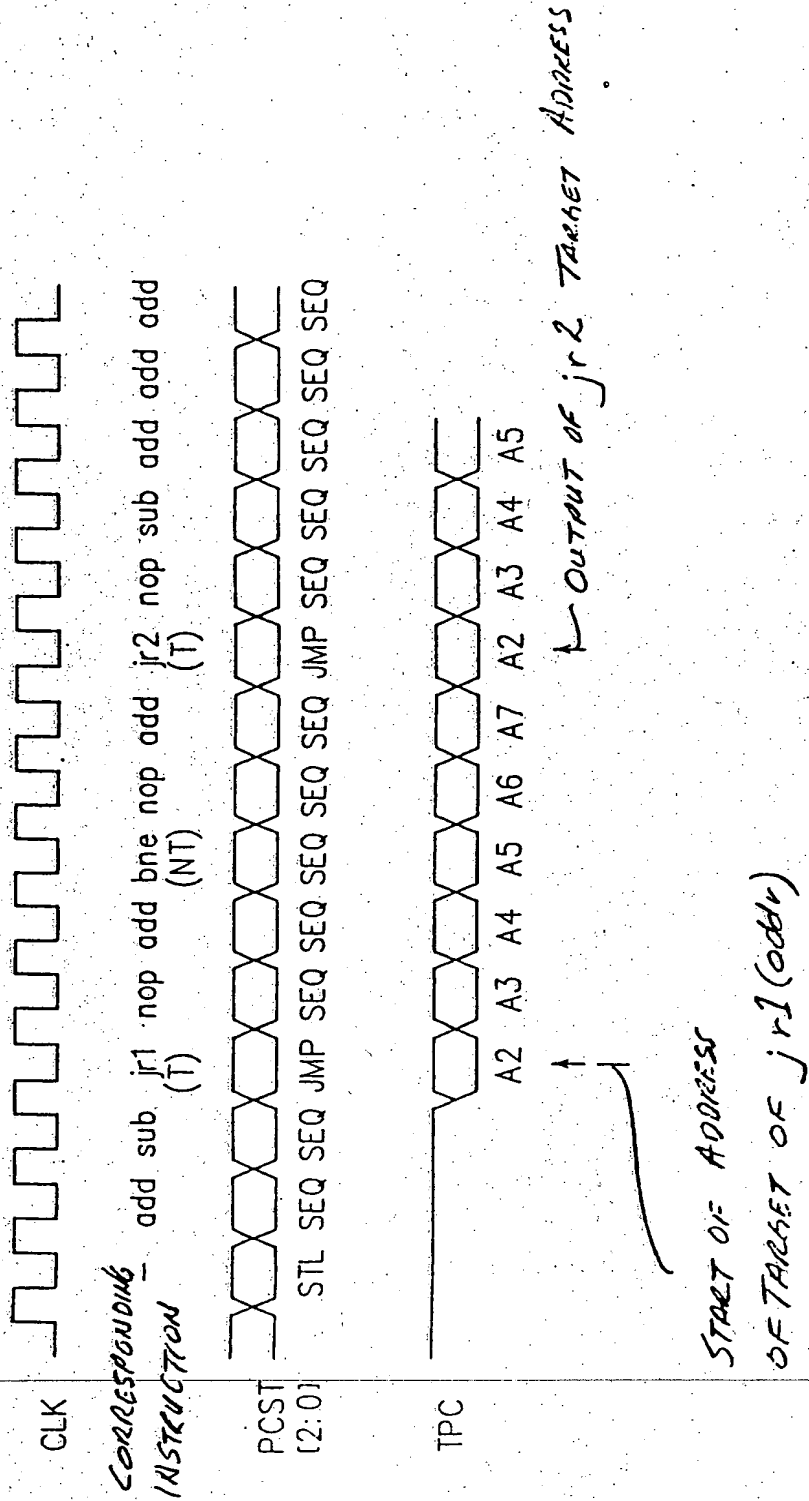 CLK
CORRESPONDING
INSTRUCTION
– add sub jr1 nop add bne nop add jr2 nop sub add add add
(T) (NT) (T)
PCST
[2:0]
STL SEQ SEQ JMP SEQ SEQ SEQ SEQ SEQ JMP SEQ SEQ SEQ SEQ SEQ
TPC
A2 A3 A4 A5 A6 A7 A2 A3 A4 A5
OUTPUT OF jr2 TARGET ADDRESS
START OF ADDRESS
OF TARGET OF jr1 (addr)